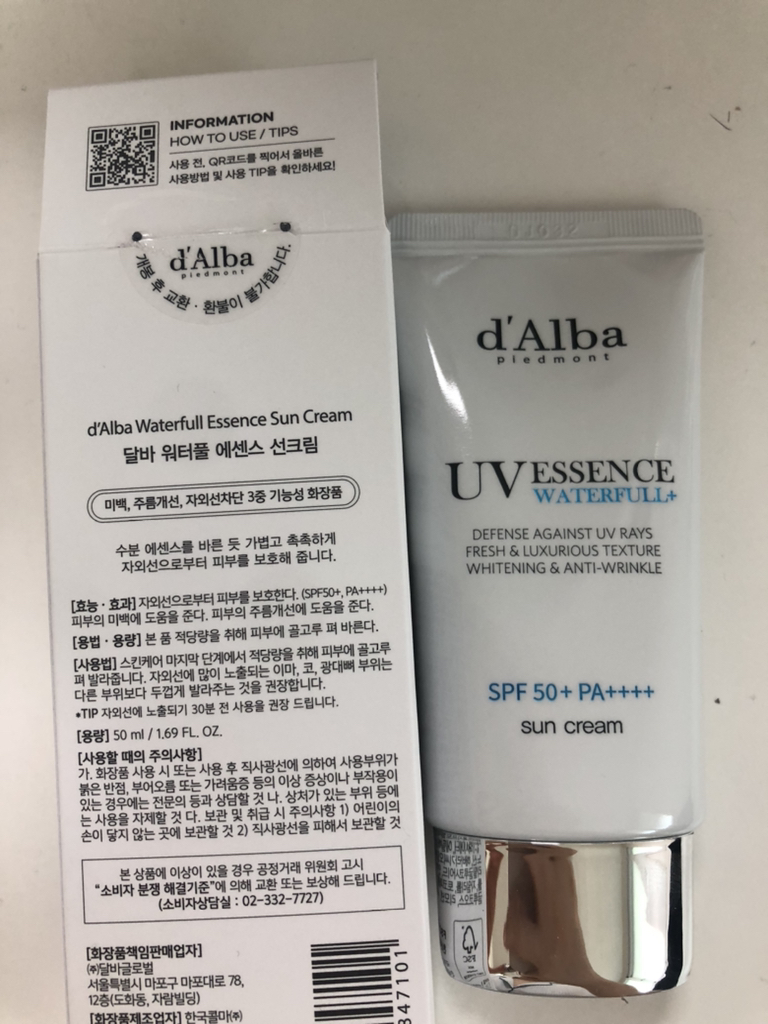 INFORMATION
HOW TO USE / TIPS
사용 전, QR코드를 찍어서 올바른
사용방법 및 사용 TIP을 확인하세요!
d'Alba
piedmont
개봉 후 교환 · 환불이 불가합니다.
d'Alba Waterfull Essence Sun Cream
달바 워터풀 에센스 선크림
미백, 주름개선, 자외선차단 3중 기능성 화장품
수분 에센스를 바른 듯 가볍고 촉촉하게
자외선으로부터 피부를 보호해 줍니다.
[효능 · 효과] 자외선으로부터 피부를 보호한다. (SPF50+, PA++++)
피부의 미백에 도움을 준다. 피부의 주름개선에 도움을 준다.
[용법 · 용량] 본 품 적당량을 취해 피부에 골고루 펴 바른다.
[사용법] 스킨케어 마지막 단계에서 적당량을 취해 피부에 골고루
펴 발라줍니다. 자외선에 많이 노출되는 이마, 코, 광대뼈 부위는
다른 부위보다 두껍게 발라주는 것을 권장합니다.
*TIP 자외선에 노출되기 30분 전 사용을 권장 드립니다.
[용량] 50 ml / 1.69 FL. OZ.
[사용할 때의 주의사항]
가. 화장품 사용 시 또는 사용 후 직사광선에 의하여 사용부위가
붉은 반점, 부어오름 또는 가려움증 등의 이상 증상이나 부작용이
있는 경우에는 전문의 등과 상담할 것 나. 상처가 있는 부위 등에
는 사용을 자제할 것 다. 보관 및 취급 시 주의사항 1) 어린이의
손이 닿지 않는 곳에 보관할 것 2) 직사광선을 피해서 보관할 것
본 상품에 이상이 있을 경우 공정거래 위원회 고시
"소비자 분쟁 해결기준"에 의해 교환 또는 보상해 드립니다.
(소비자상담실 : 02-332-7727)
[화장품책임판매업자]
㈜달바글로벌
서울특별시 마포구 마포대로 78,
12층(도화동, 자람빌딩)
[화장품제조업자] 한국콜마㈜
347101
d'Alba
piedmont
UV ESSENCE
WATERFULL+
DEFENSE AGAINST UV RAYS
FRESH & LUXURIOUS TEXTURE
WHITENING & ANTI-WRINKLE
SPF 50+ PA++++
sun cream
FSC